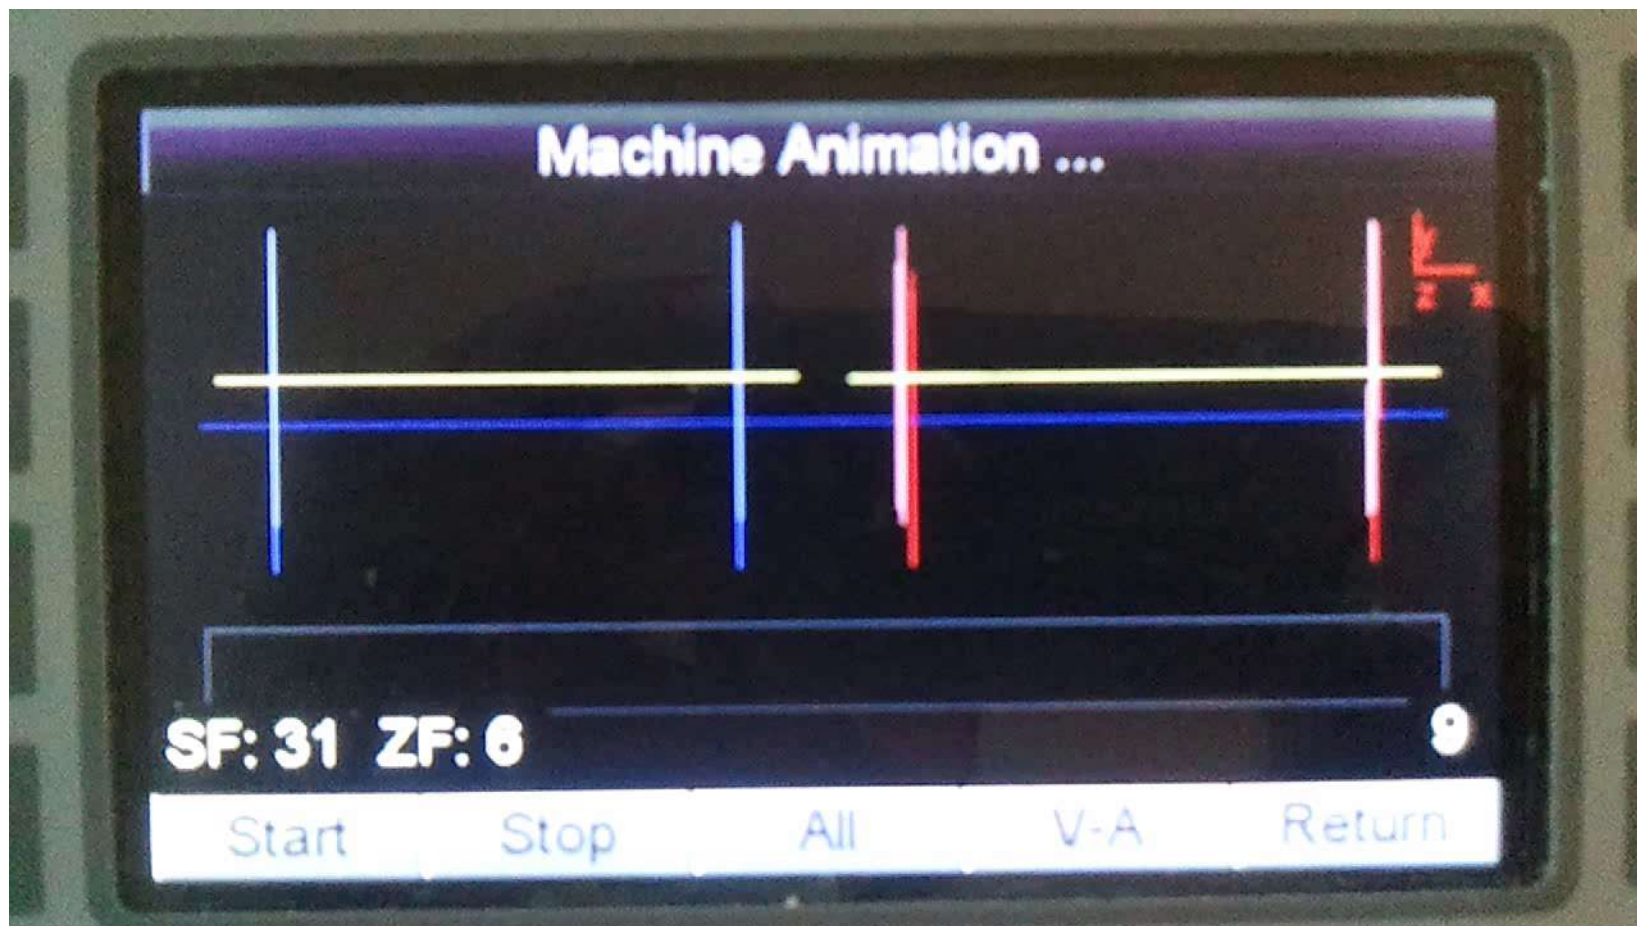 Machine Animation ...
y
z x
SF: 31 ZF: 6 9
Start Stop All V-A Return